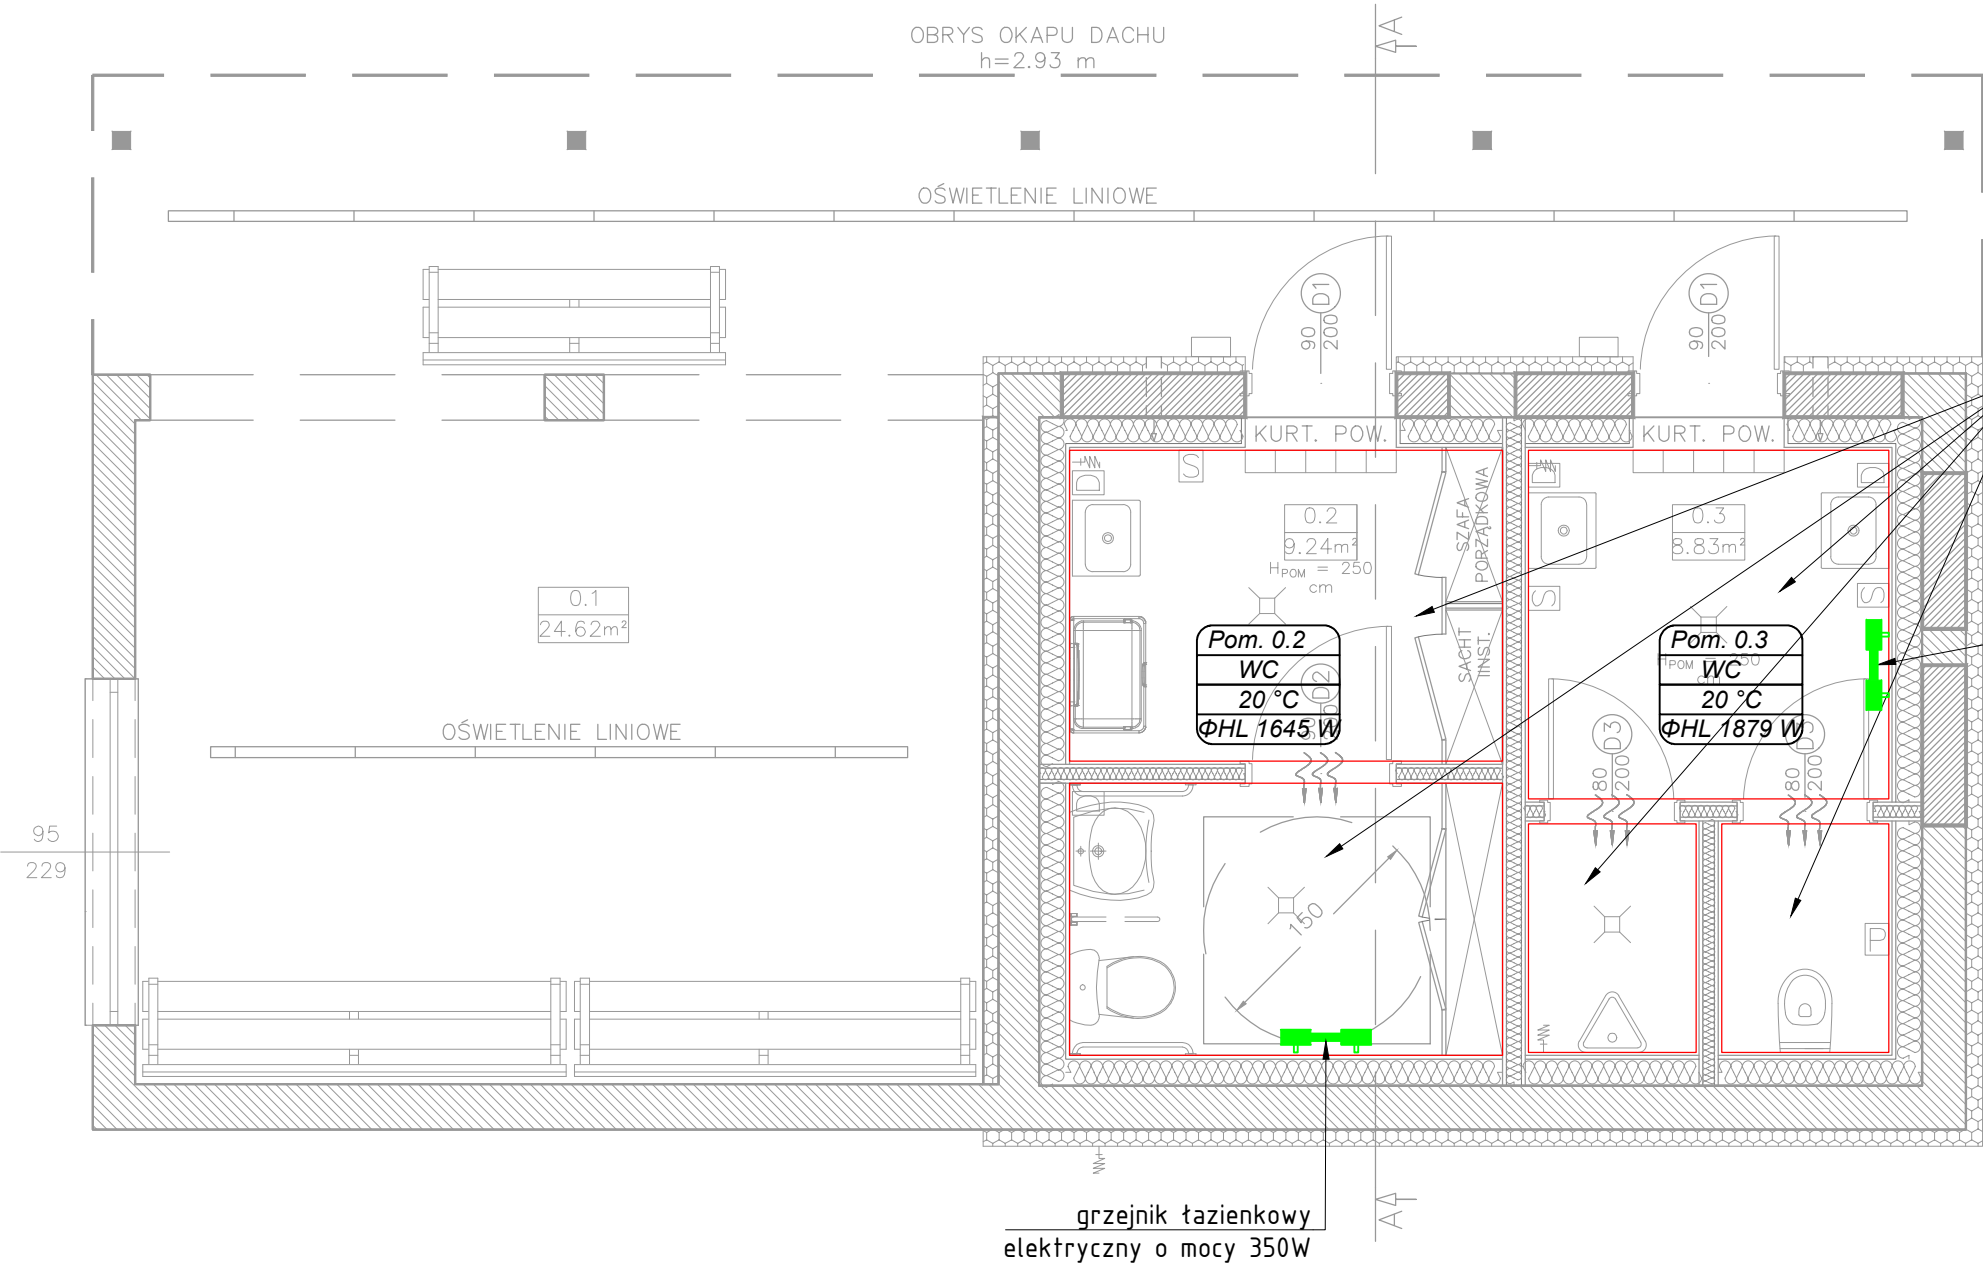 OBRYS OKAPU DACHU
h=2.93 m
A
OŚWIETLENIE LINIOWE
D1
90
200
D1
90
200
KURT. POW.
KURT. POW.
D
S
SZAFA
PORZĄDKOWA
D
D
0.2
9.24m²
HPOM = 250
cm
0.3
8.83m²
S
S
0.1
24.62m²
SACHT
INST.
Pom. 0.2
WC
20 °C
ΦHL 1645 W
D2
Pom. 0.3
WC
20 °C
ΦHL 1879 W
HPOM
D3
80
200
D3
80
200
OŚWIETLENIE LINIOWE
D
95
229
150
P
A
grzejnik łazienkowy
elektryczny o mocy 350W